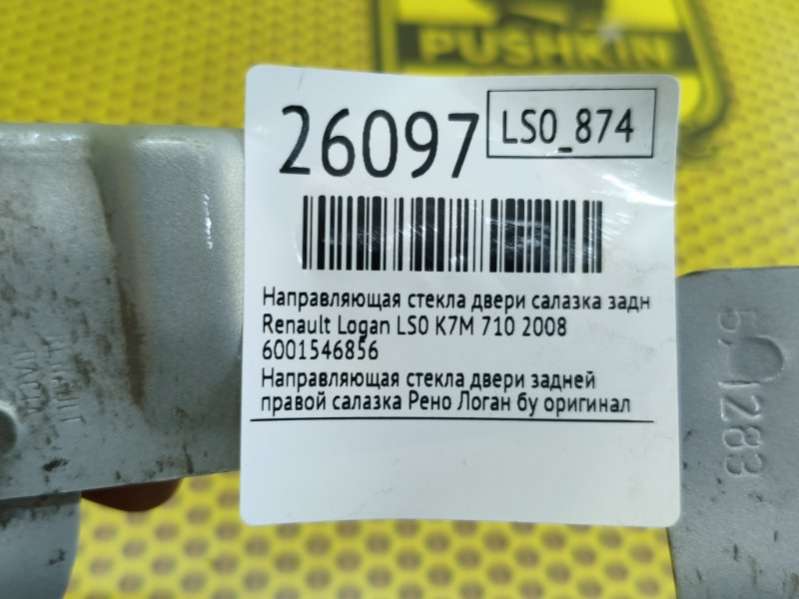 PUSHKIN
26097
LS0_874
Направляющая стекла двери салазка задн
Renault Logan LS0 K7M 710 2008
6001546856
Направляющая стекла двери задней
правой салазка Рено Логан бу оригинал
1283